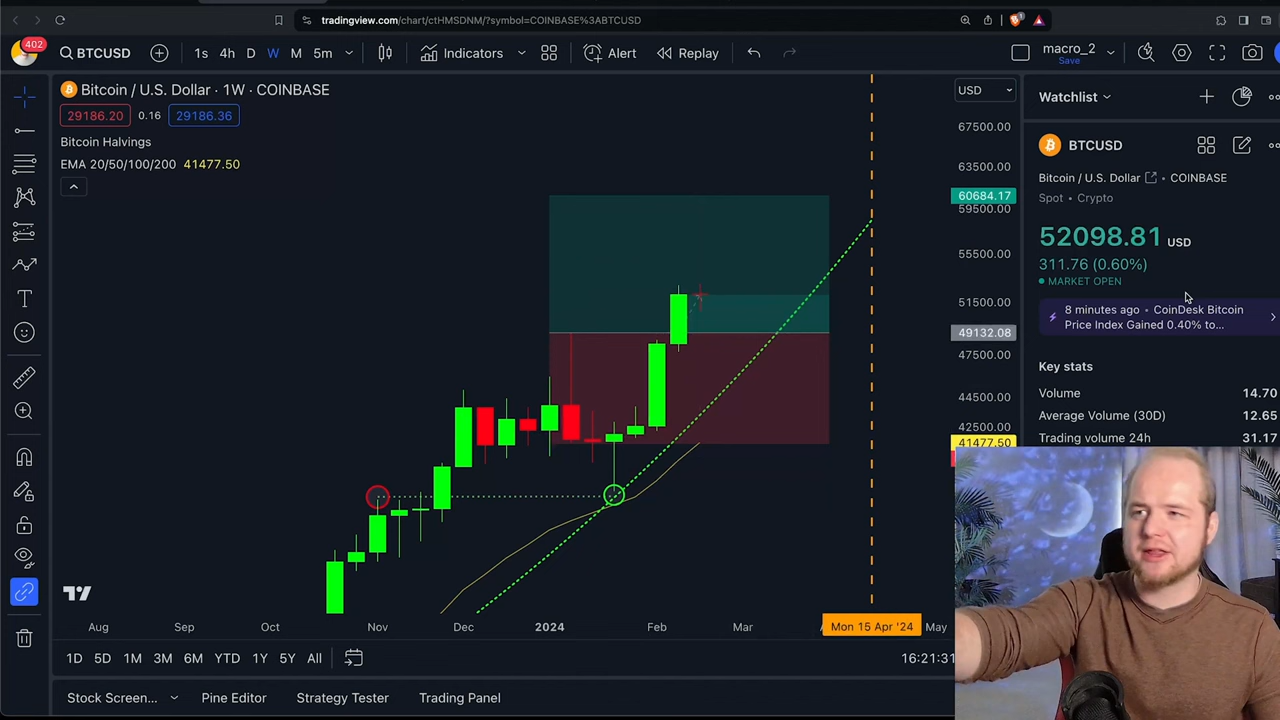 tradingview.com/chart/ctHMSDNM/?symbol=COINBASE%3ABTCUSD
402
BTCUSD
1s 4h D W M 5m
Indicators
Alert
Replay
macro_2
Save
Bitcoin / U.S. Dollar · 1W · COINBASE
29186.20 0.16 29186.36
Bitcoin Halvings
EMA 20/50/100/200 41477.50
USD
67500.00
63500.00
60684.17
59500.00
55500.00
51500.00
49132.08
47500.00
44500.00
42500.00
41477.50
Watchlist
BTCUSD
Bitcoin / U.S. Dollar • COINBASE
Spot • Crypto
52098.81 USD
311.76 (0.60%)
MARKET OPEN
8 minutes ago • CoinDesk Bitcoin
Price Index Gained 0.40% to...
Key stats
Volume 14.70
Average Volume (30D) 12.65
Trading volume 24h 31.17
Aug Sep Oct Nov Dec 2024 Feb Mar Mon 15 Apr '24 May
1D 5D 1M 3M 6M YTD 1Y 5Y All
16:21:31
Stock Screen... Pine Editor Strategy Tester Trading Panel